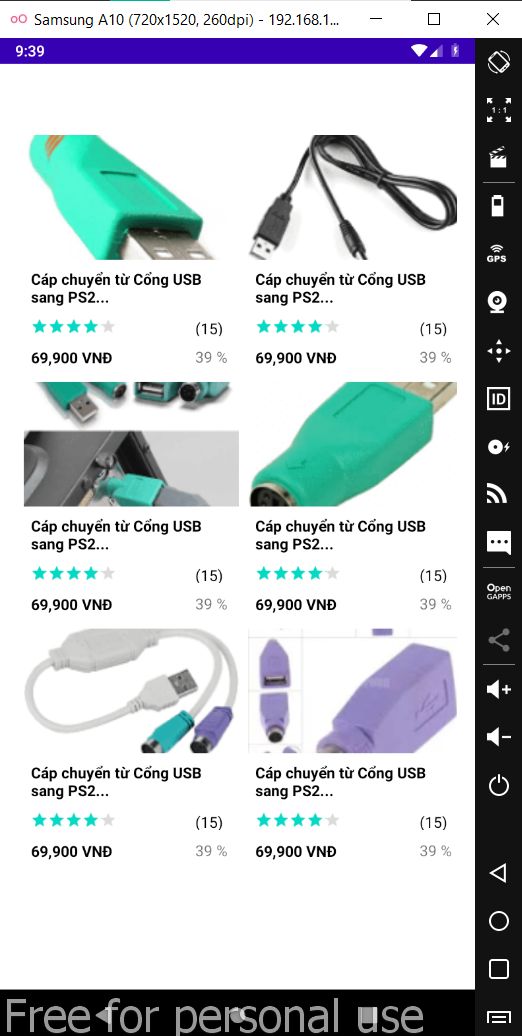 Samsung A10 (720x1520, 260dpi) - 192.168.1...
9:39
1 : 1
GPS
ID
Open
GAPPS
Cáp chuyển từ Cổng USB
sang PS2...
(15)
69,900 VNĐ
39 %
Cáp chuyển từ Cổng USB
sang PS2...
(15)
69,900 VNĐ
39 %
Cáp chuyển từ Cổng USB
sang PS2...
(15)
69,900 VNĐ
39 %
Cáp chuyển từ Cổng USB
sang PS2...
(15)
69,900 VNĐ
39 %
Cáp chuyển từ Cổng USB
sang PS2...
(15)
69,900 VNĐ
39 %
Cáp chuyển từ Cổng USB
sang PS2...
(15)
69,900 VNĐ
39 %
Free for personal use